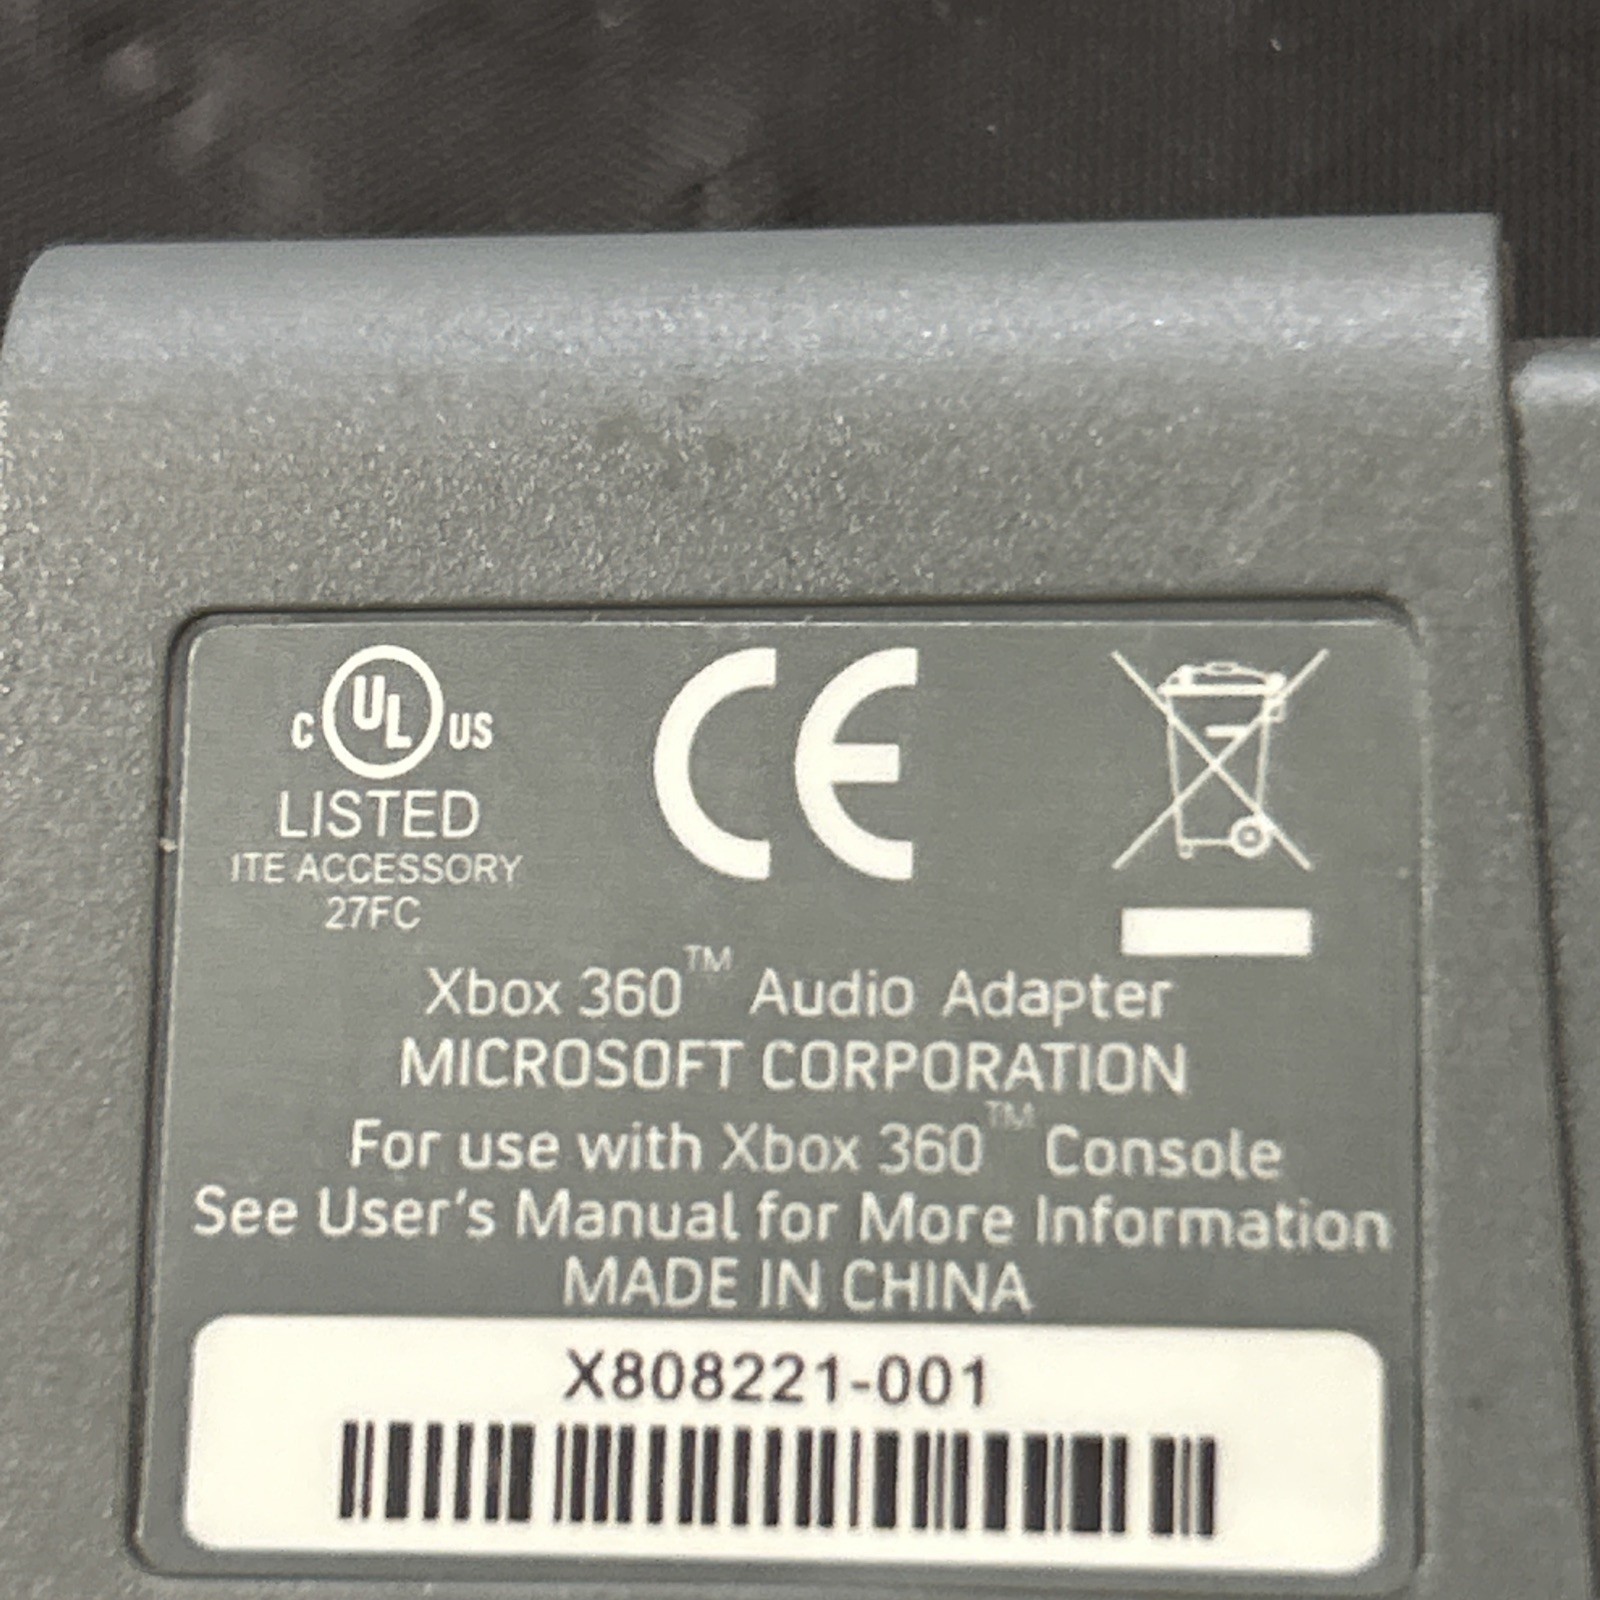 C UL US
LISTED
ITE ACCESSORY
27FC
CE
Xbox 360™ Audio Adapter
MICROSOFT CORPORATION
For use with Xbox 360™ Console
See User's Manual for More Information
MADE IN CHINA
X808221-001